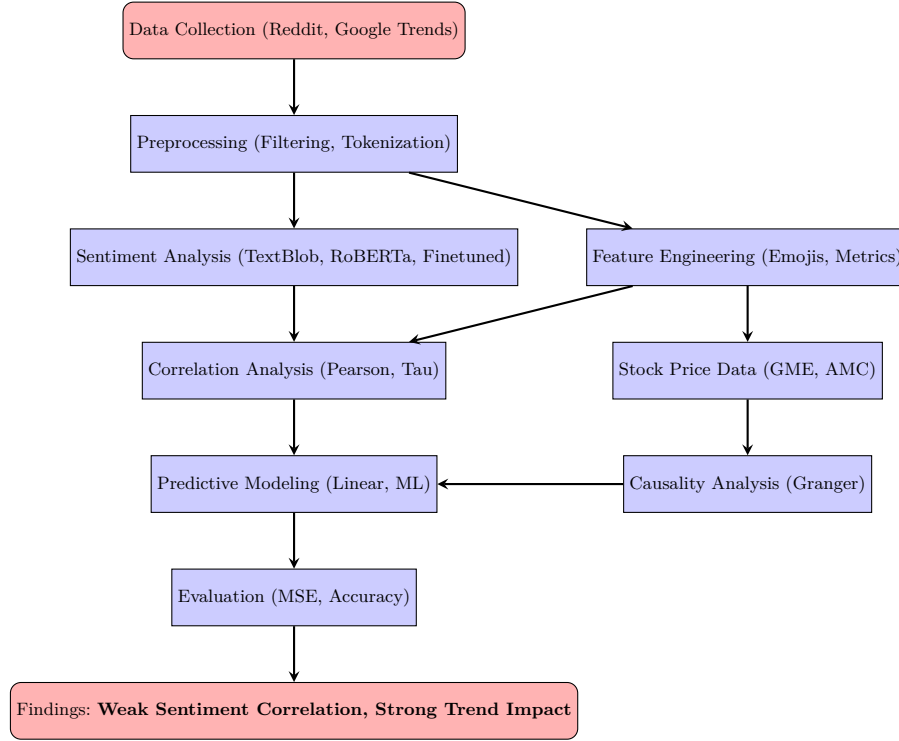 Data Collection (Reddit, Google Trends)
Preprocessing (Filtering, Tokenization)
Sentiment Analysis (TextBlob, RoBERTa, Finetuned)
Feature Engineering (Emojis, Metrics)
Correlation Analysis (Pearson, Tau)
Stock Price Data (GME, AMC)
Predictive Modeling (Linear, ML)
Causality Analysis (Granger)
Evaluation (MSE, Accuracy)
Findings: Weak Sentiment Correlation, Strong Trend Impact